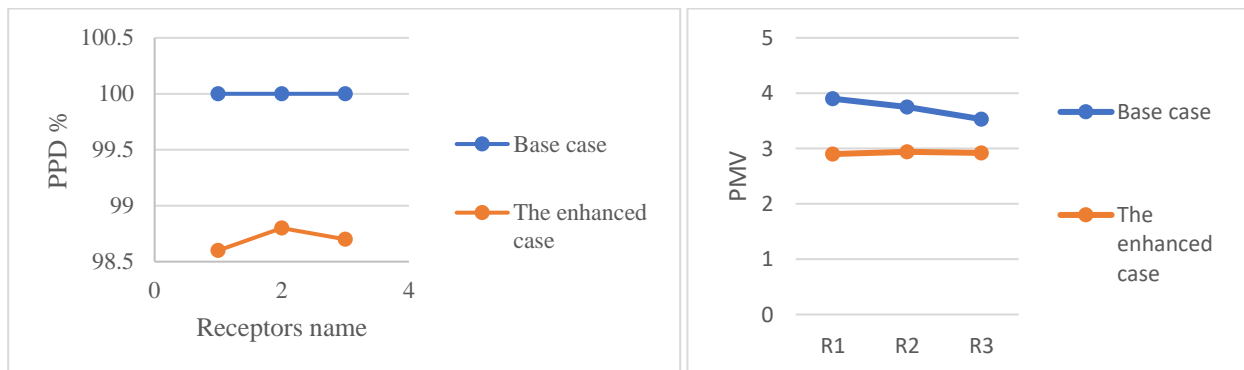 100.5
100
99.5
99
98.5
PPD %
0
2
4
Receptors name
Base case
The enhanced
case
5
4
3
2
1
0
PMV
R1
R2
R3
Base case
The
enhanced
case